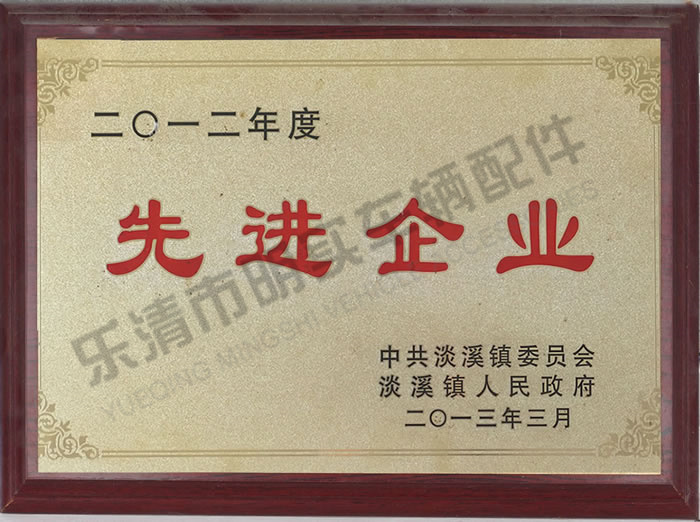 二〇一二年度
先进企业
中共淡溪镇委员会
淡溪镇人民政府
二〇一三年三月
乐清市明实车辆配件
YUEQING MINGSHI VEHICLE ACCESSORIES